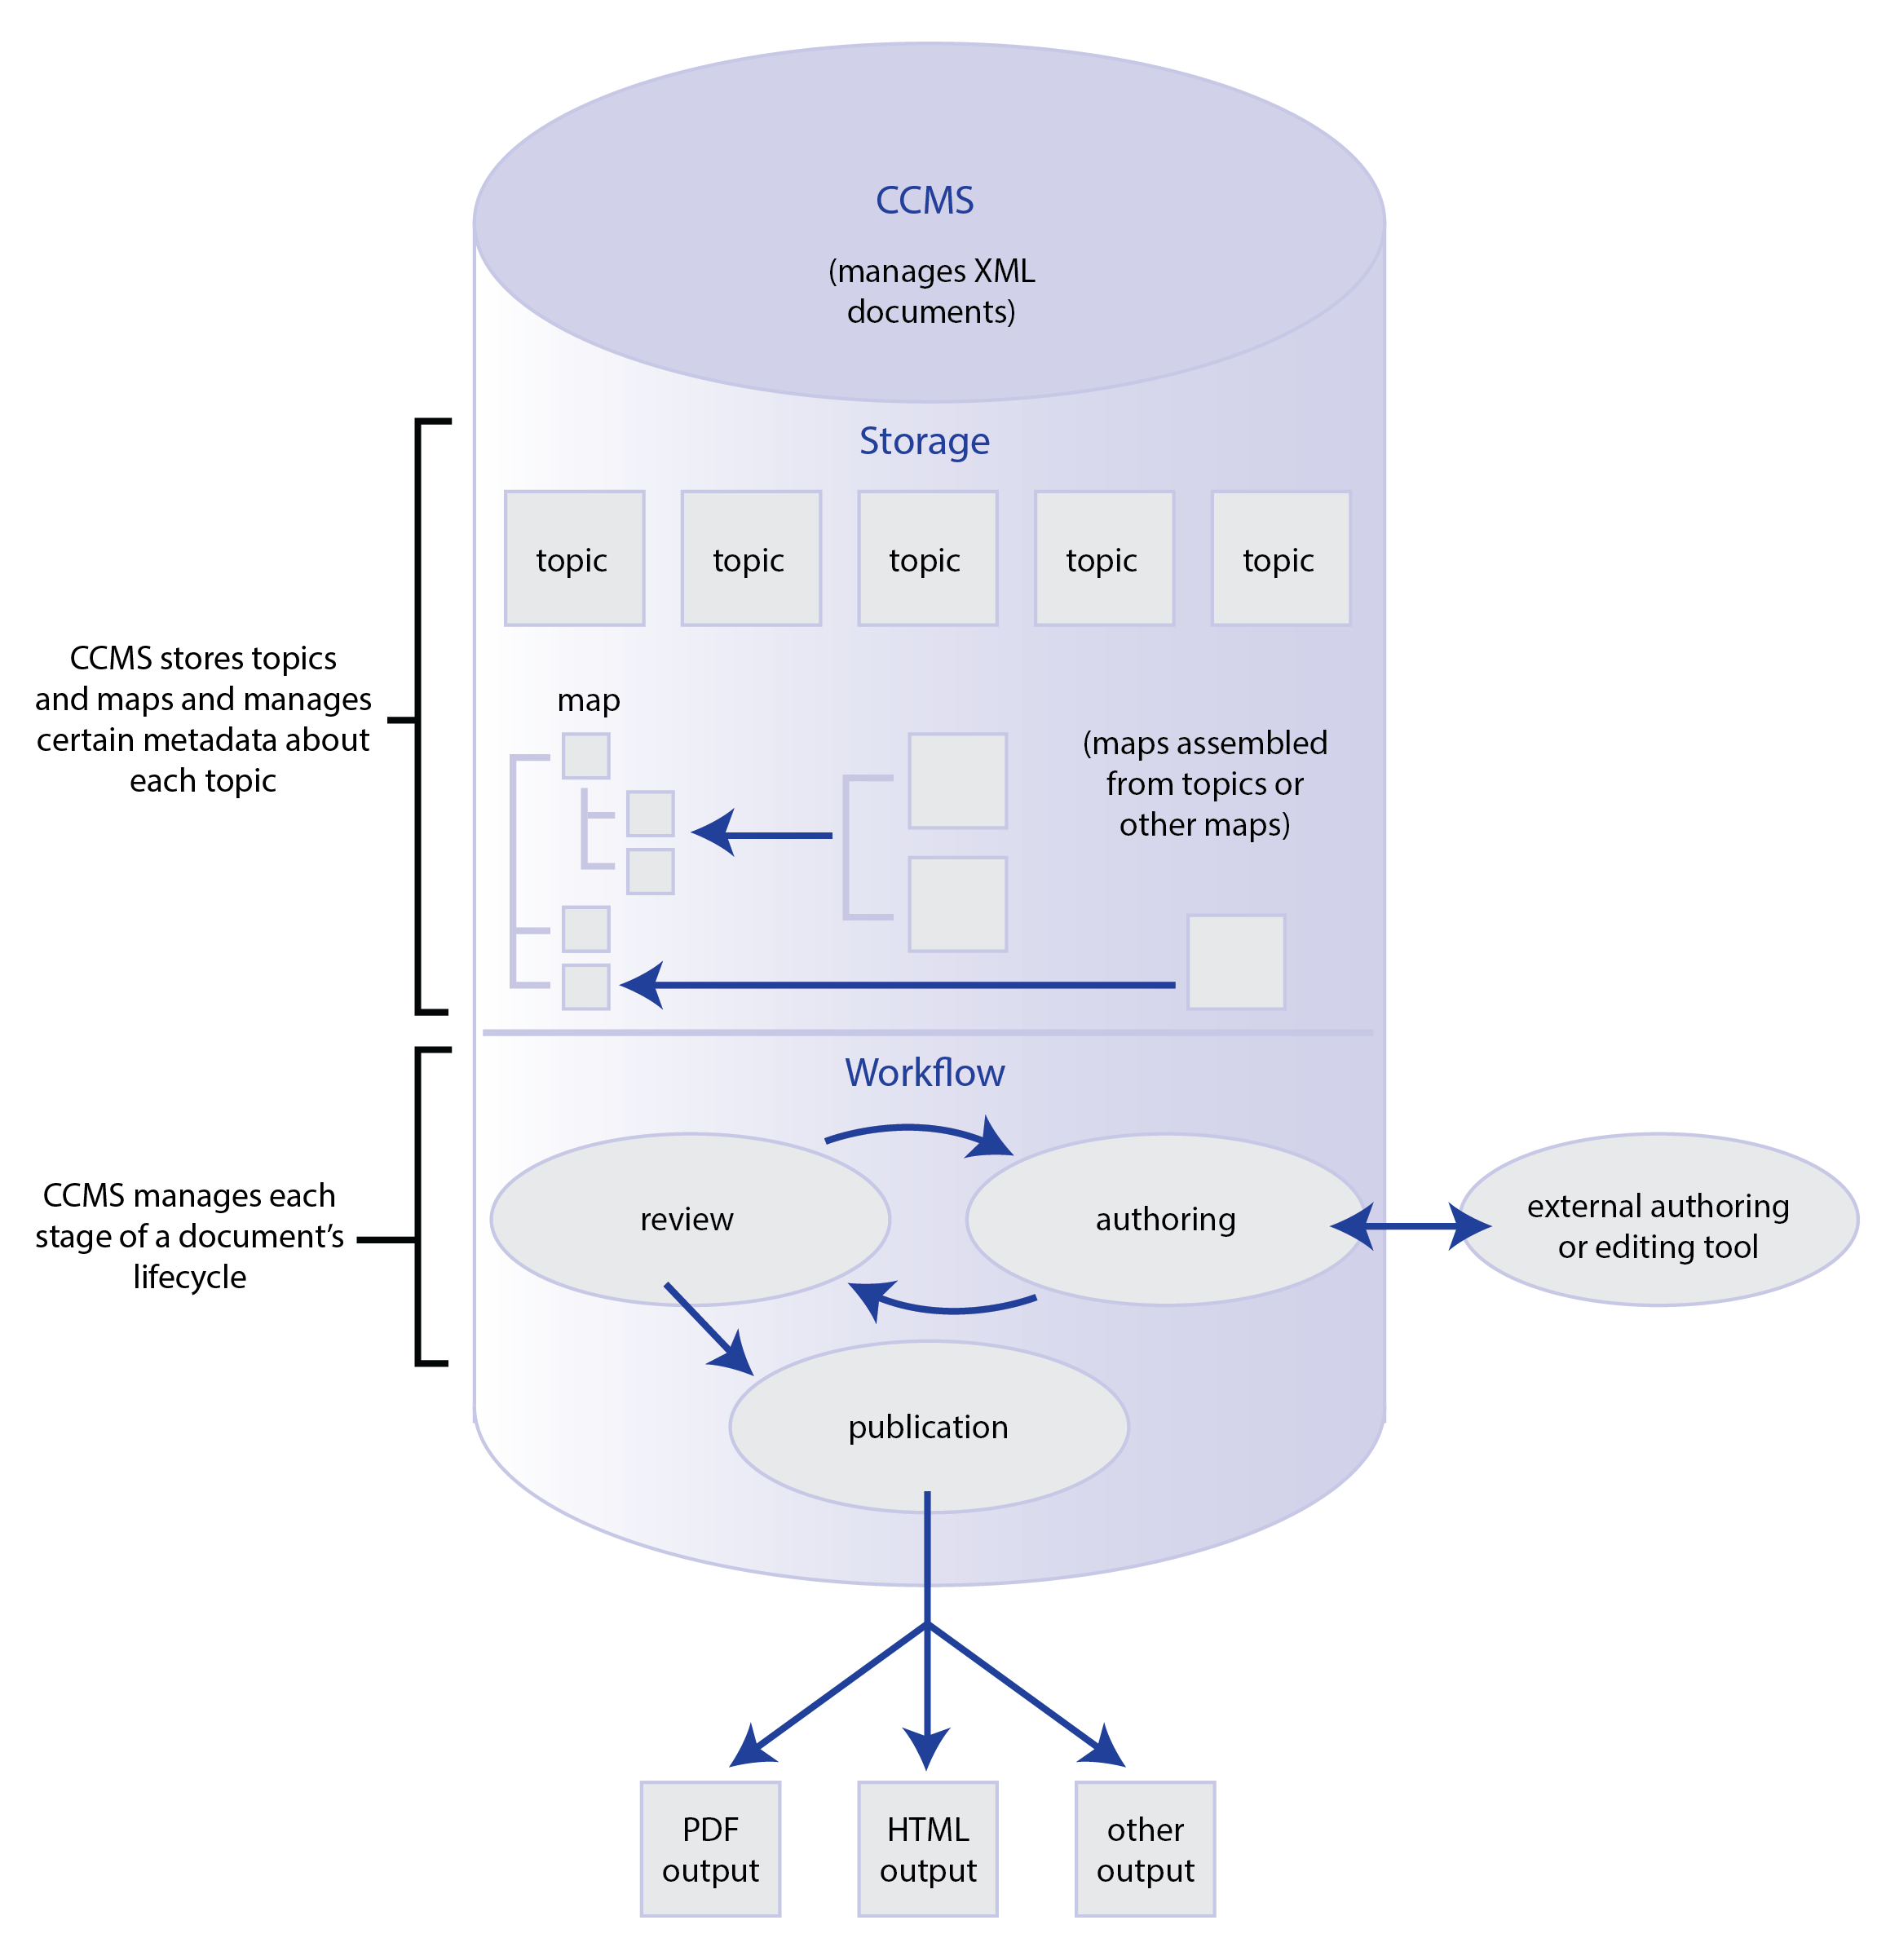 CCMS
(manages XML
documents)
Storage
topic
topic
topic
topic
topic
CCMS stores topics
and maps and manages
certain metadata about
each topic
map
(maps assembled
from topics or
other maps)
Workflow
CCMS manages each
stage of a document’s
lifecycle
review
authoring
external authoring
or editing tool
publication
PDF
output
HTML
output
other
output